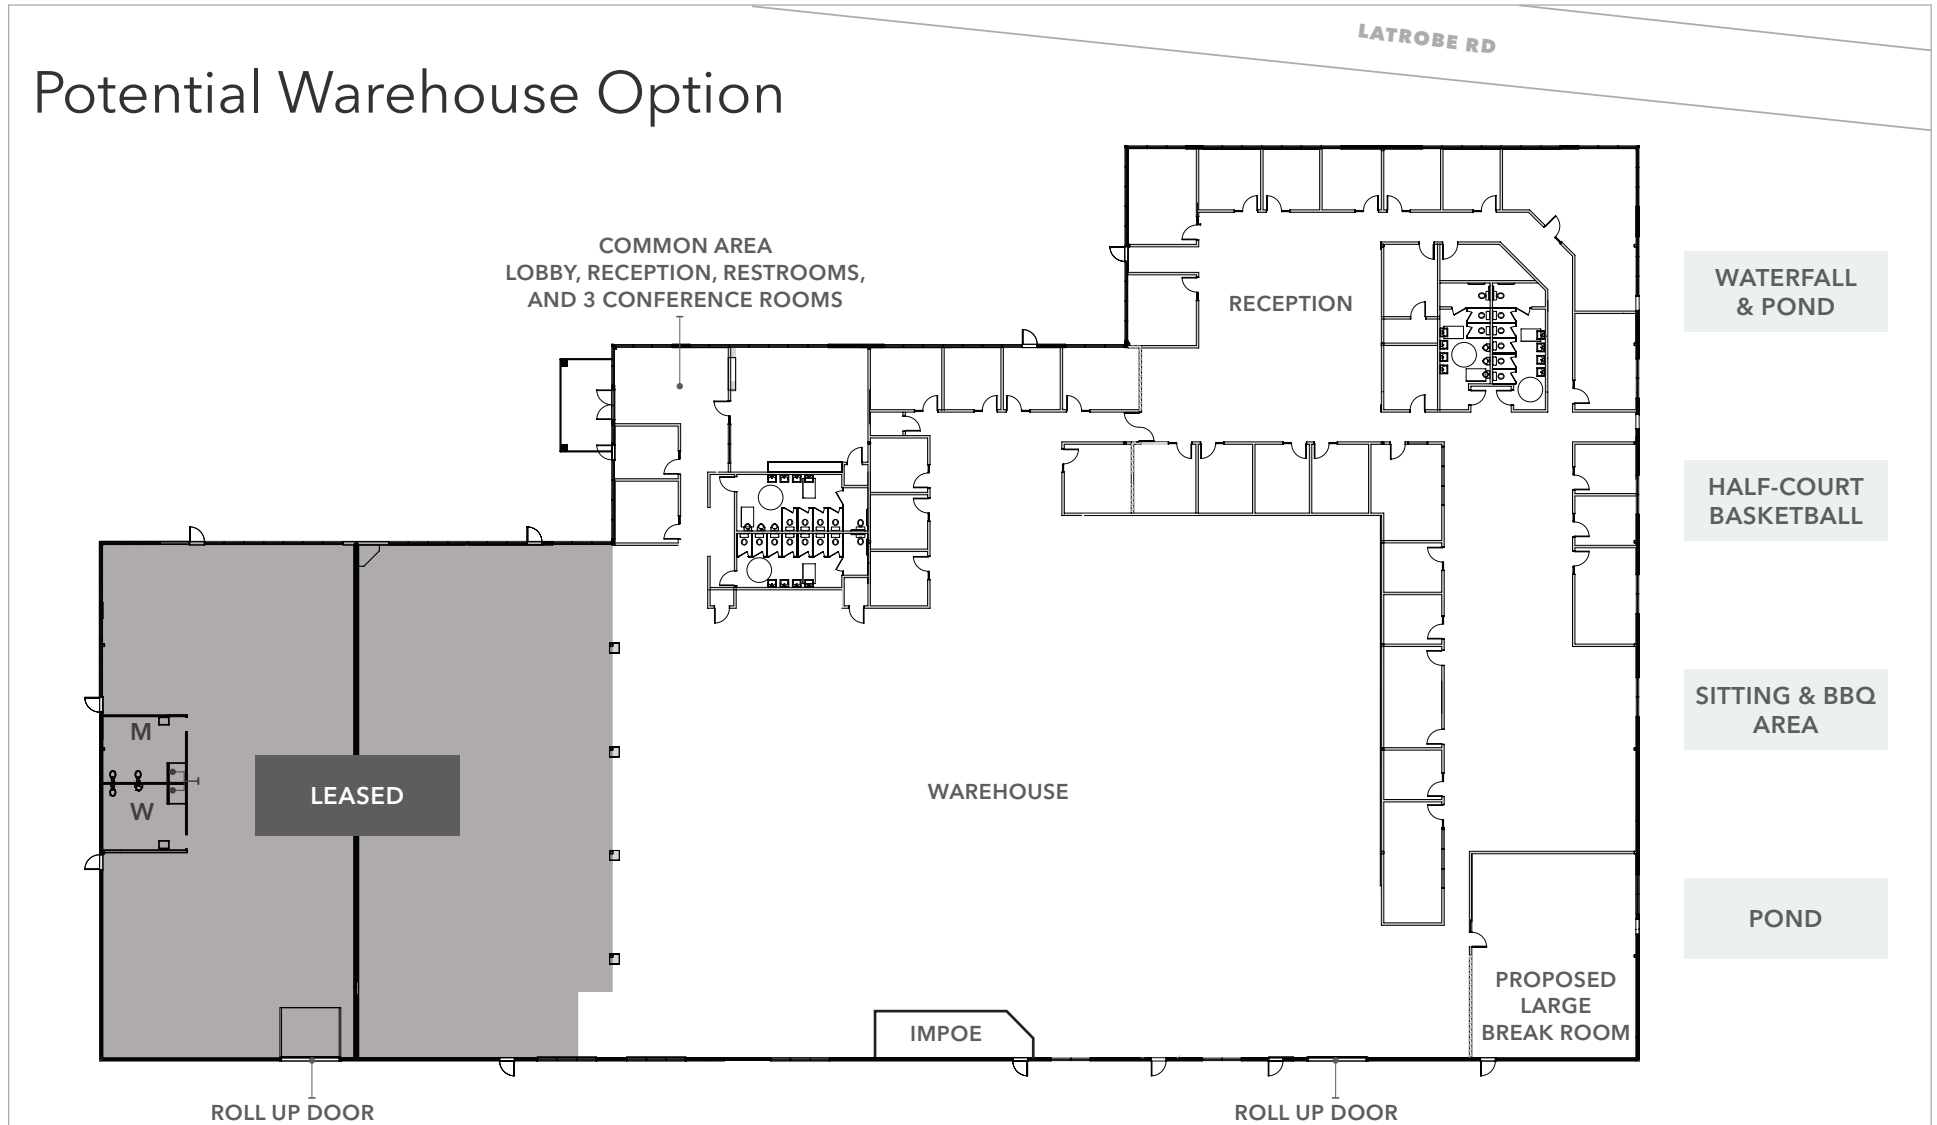 LATROBE RD
Potential Warehouse Option
COMMON AREA
LOBBY, RECEPTION, RESTROOMS,
AND 3 CONFERENCE ROOMS
RECEPTION
WATERFALL
& POND
HALF-COURT
BASKETBALL
SITTING & BBQ
AREA
M
W
LEASED
WAREHOUSE
POND
PROPOSED
LARGE
BREAK ROOM
IMPOE
ROLL UP DOOR
ROLL UP DOOR